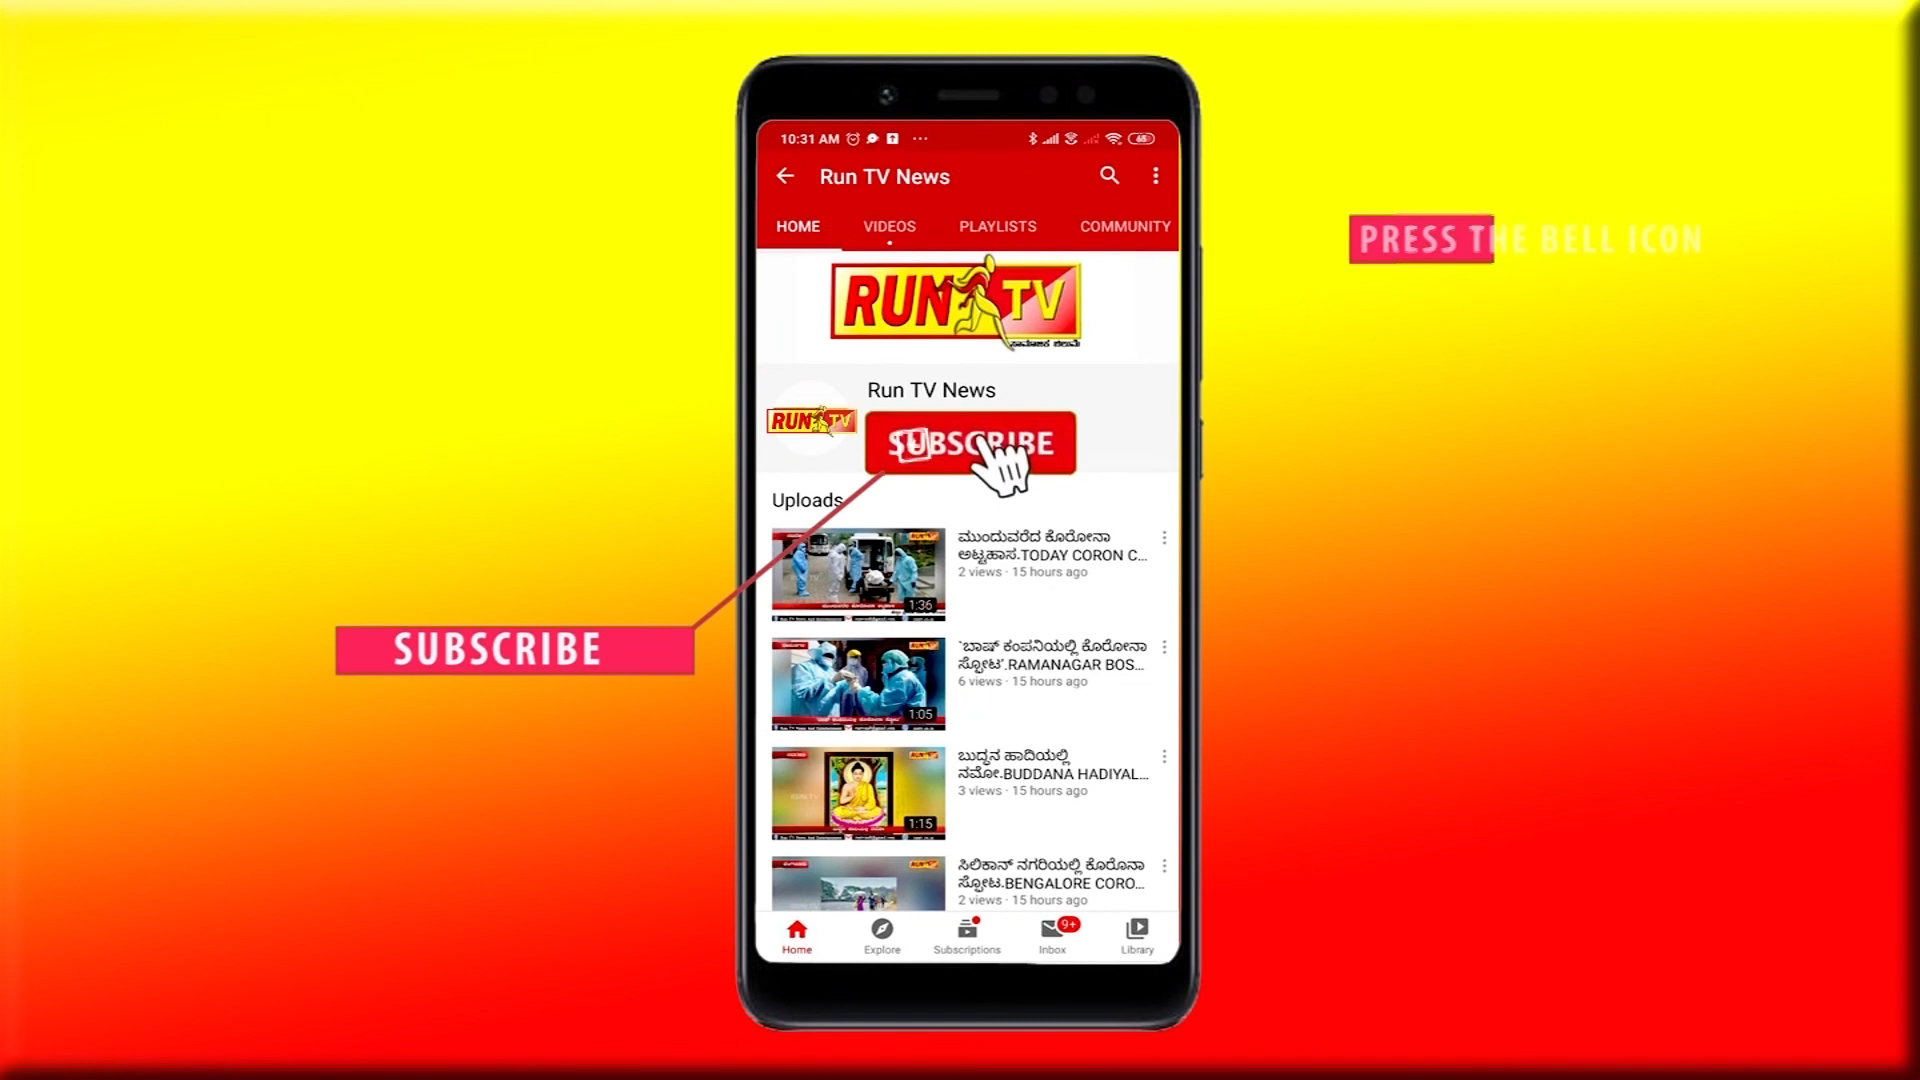 10:31 AM
65
Run TV News
HOME VIDEOS PLAYLISTS COMMUNITY
PRESS THE BELL ICON
RUN TV
Run TV News
RUN TV
SUBSCRIBE
Uploads
ಮುಂದುವರೆದ ಕೊರೋನಾ
ಅಟ್ಟಹಾಸ.TODAY CORON C...
2 views · 15 hours ago
1:36
SUBSCRIBE
`ಬಾಷ್ ಕಂಪನಿಯಲ್ಲಿ ಕೊರೋನಾ
ಸ್ಫೋಟ'.RAMANAGAR BOS...
6 views · 15 hours ago
1:05
ಬುದ್ಧನ ಹಾದಿಯಲ್ಲಿ
ನಮೋ.BUDDANA HADIYAL...
3 views · 15 hours ago
1:15
ಸಿಲಿಕಾನ್ ನಗರಿಯಲ್ಲಿ ಕೊರೊನಾ
ಸ್ಫೋಟ.BENGALORE CORO...
2 views · 15 hours ago
9+
Home Explore Subscriptions Inbox Library